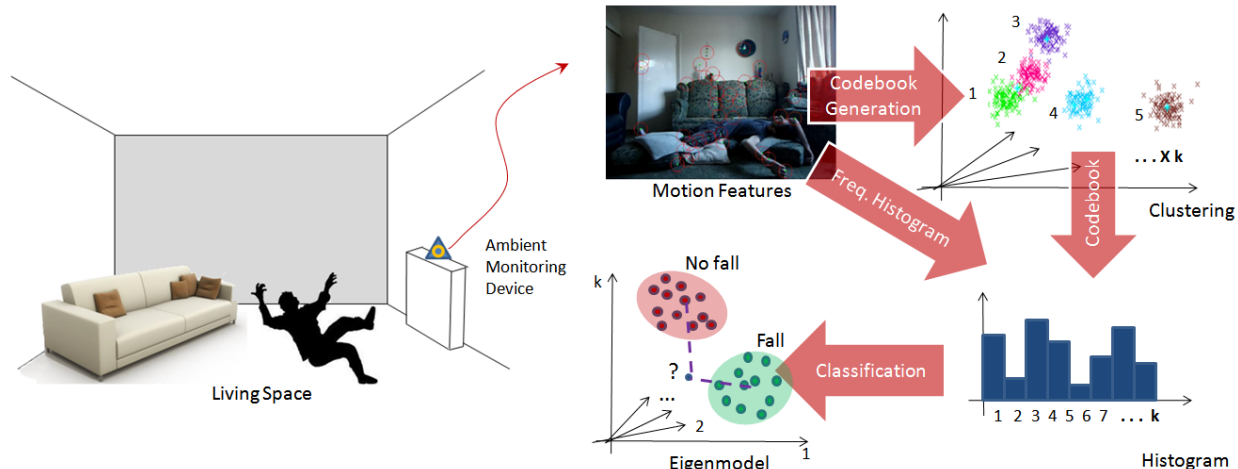 Ambient
Monitoring
Device
Living Space
Motion Features
Codebook
Generation
Freq. Histogram
3
2
1
4
5
...X k
Clustering
Codebook
k
No fall
Fall
?
...
2
1
Eigenmodel
Classification
1 2 3 4 5 6 7 ... k
Histogram